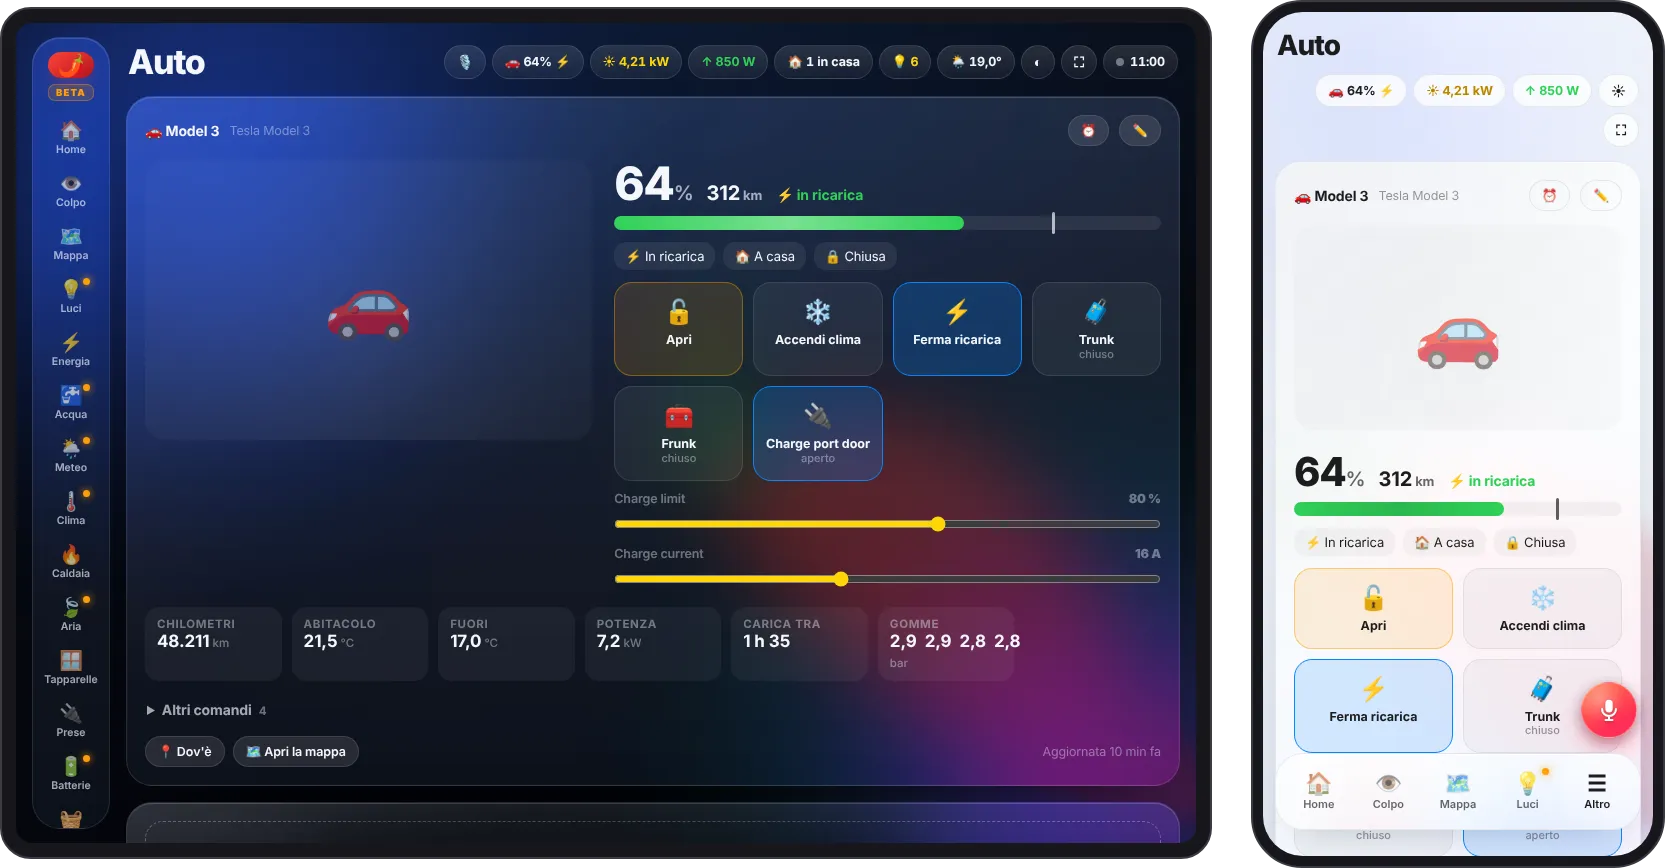 BETA
Home
Colpo
Mappa
Luci
Energia
Acqua
Meteo
Clima
Caldaia
Aria
Tapparelle
Prese
Batterie
Auto
64% 4,21 kW ↑ 850 W 1 in casa 6 19,0° 11:00
Model 3 Tesla Model 3
64% 312 km ⚡ in ricarica
⚡ In ricarica A casa Chiusa
Apri Accendi clima Ferma ricarica Trunk
chiuso
Frunk Charge port door
chiuso aperto
Charge limit 80 %
Charge current 16 A
CHILOMETRI ABITACOLO FUORI POTENZA CARICA TRA GOMME
48.211 km 21,5 °C 17,0 °C 7,2 kW 1 h 35 2,9 2,9 2,8 2,8
bar
▶ Altri comandi 4
Dov'è Apri la mappa Aggiornata 10 min fa
Auto
64% 4,21 kW ↑ 850 W
Model 3 Tesla Model 3
64% 312 km ⚡ in ricarica
⚡ In ricarica A casa Chiusa
Apri Accendi clima
Ferma ricarica Trunk
chiuso
Home Colpo Mappa Luci Altro
chiuso aperto